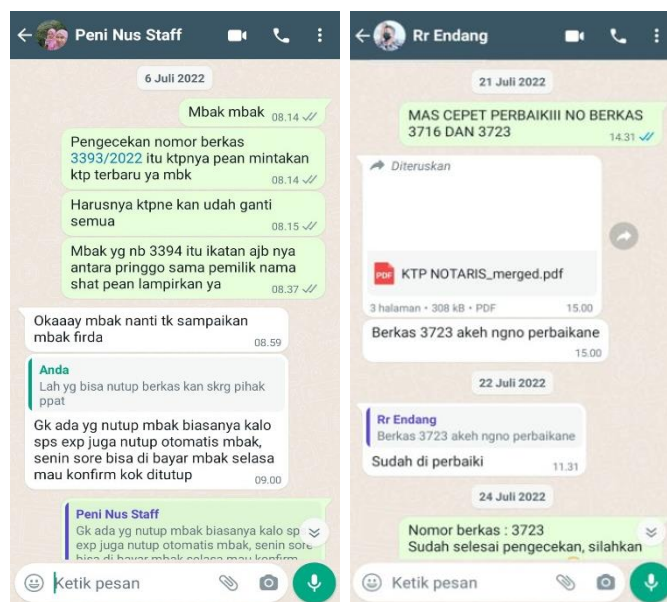 Peni Nus Staff
6 Juli 2022
Mbak mbak 08.14
Pengecekan nomor berkas
3393/2022 itu ktpnya pean mintakan
ktp terbaru ya mbk
08.14
Harusnya ktpne kan udah ganti
semua
08.15
Mbak yg nb 3394 itu ikatan ajb nya
antara pringgo sama pemilik nama
shat pean lampirkan ya
08.37
Okaaay mbak nanti tk sampaikan
mbak firda
08.59
Anda
Lah yg bisa nutup berkas kan skrg pihak
ppat
Gk ada yg nutup mbak biasanya kalo
sps exp juga nutup otomatis mbak,
senin sore bisa di bayar mbak selasa
mau konfirm kok ditutup
09.00
Peni Nus Staff
Gk ada yg nutup mbak biasanya kalo sp
exp juga nutup otomatis mbak, senin sore
bisa di bayar mbak selasa mau konfirm
Ketik pesan
Rr Endang
21 Juli 2022
MAS CEPET PERBAIKIII NO BERKAS
3716 DAN 3723
14.31
Diteruskan
PDF
KTP NOTARIS_merged.pdf
3 halaman • 308 kB • PDF
15.00
Berkas 3723 akeh ngno perbaikane
15.00
22 Juli 2022
Rr Endang
Berkas 3723 akeh ngno perbaikane
Sudah di perbaiki
11.31
24 Juli 2022
Nomor berkas : 3723
Sudah selesai pengecekan, silahkan
Ketik pesan